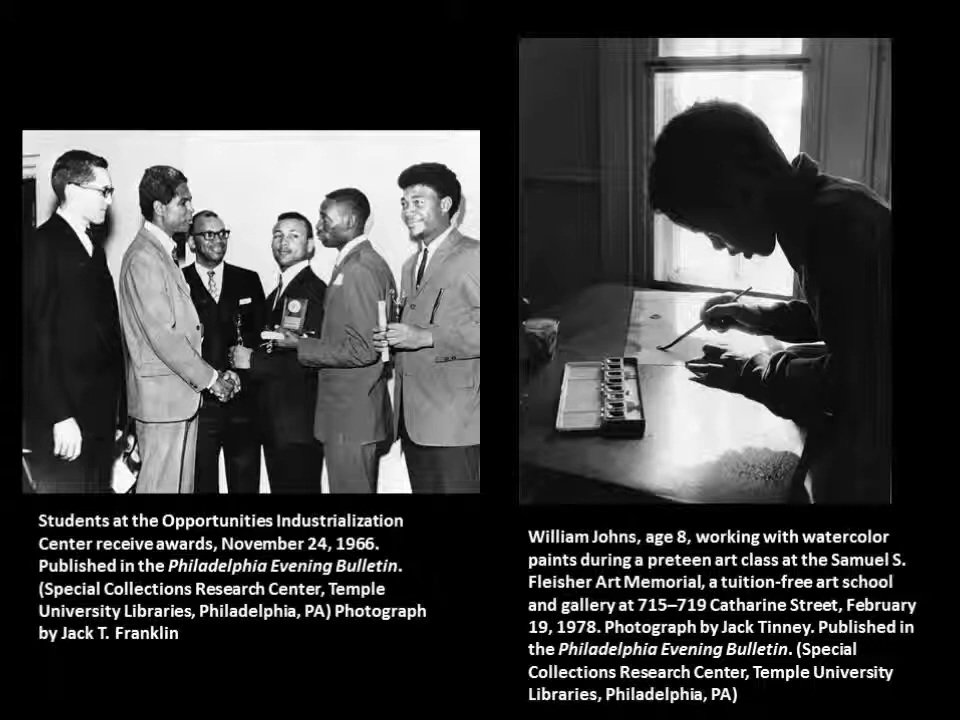 Students at the Opportunities Industrialization
Center receive awards, November 24, 1966.
Published in the Philadelphia Evening Bulletin.
(Special Collections Research Center, Temple
University Libraries, Philadelphia, PA) Photograph
by Jack T. Franklin
William Johns, age 8, working with watercolor
paints during a preteen art class at the Samuel S.
Fleisher Art Memorial, a tuition-free art school
and gallery at 715–719 Catharine Street, February
19, 1978. Photograph by Jack Tinney. Published in
the Philadelphia Evening Bulletin. (Special
Collections Research Center, Temple University
Libraries, Philadelphia, PA)